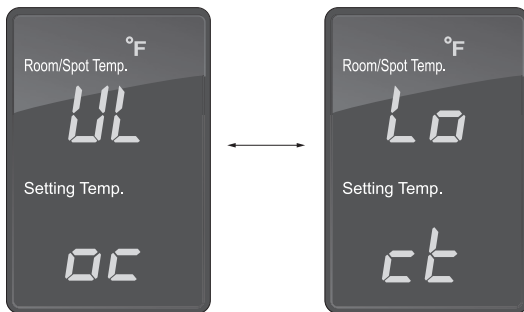 °F
Room/Spot Temp.
UL
Setting Temp.
oc
°F
Room/Spot Temp.
Lo
Setting Temp.
ct